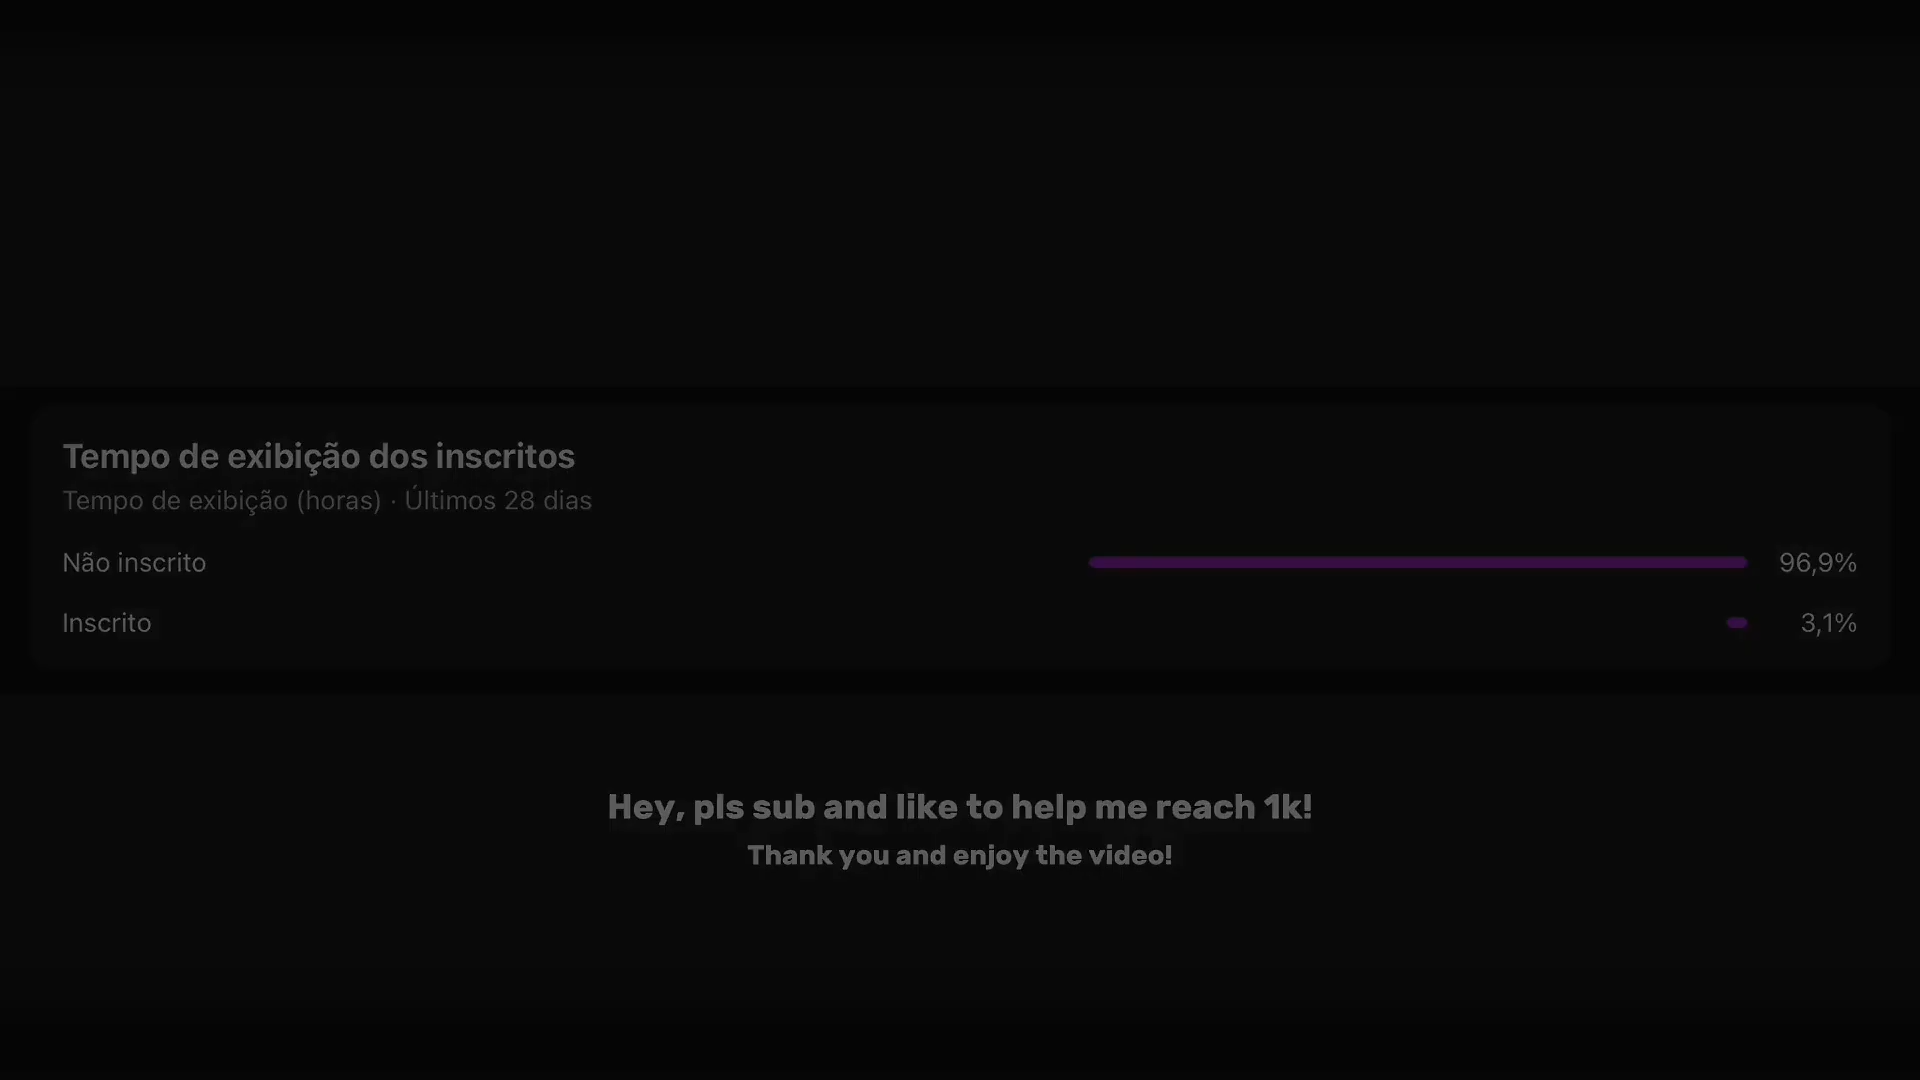 Tempo de exibição dos inscritos
Tempo de exibição (horas) · Últimos 28 dias
Não inscrito 96,9%
Inscrito 3,1%
Hey, pls sub and like to help me reach 1k!
Thank you and enjoy the video!